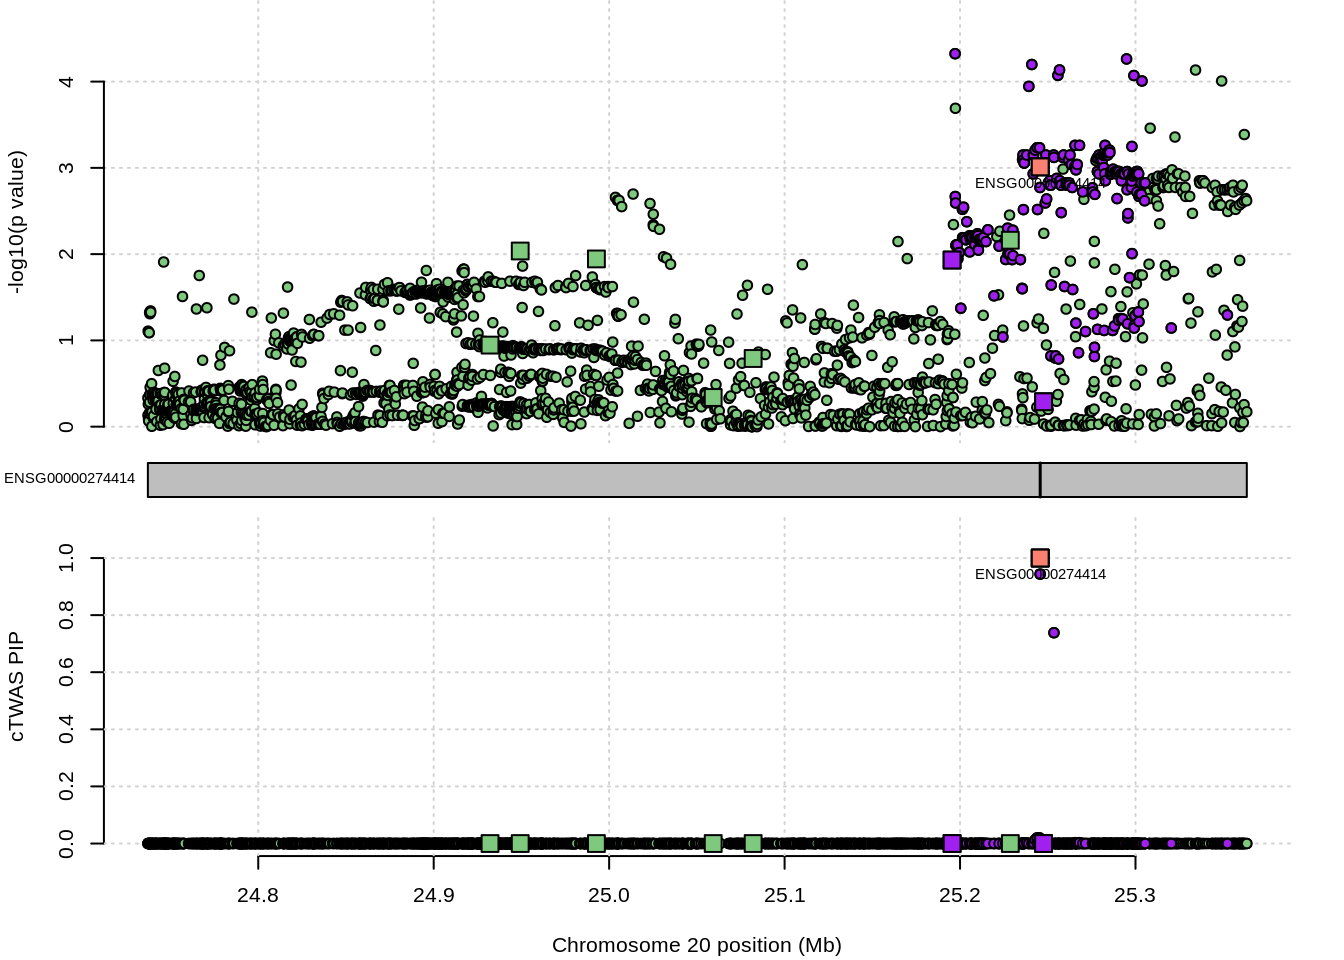 4
3
2
1
0
-log10(p value)
ENSG00000274414
ENSG00000274414
1.0
0.8
0.6
0.4
0.2
0.0
cTWAS PIP
ENSG00000274414
24.8 24.9 25.0 25.1 25.2 25.3
Chromosome 20 position (Mb)